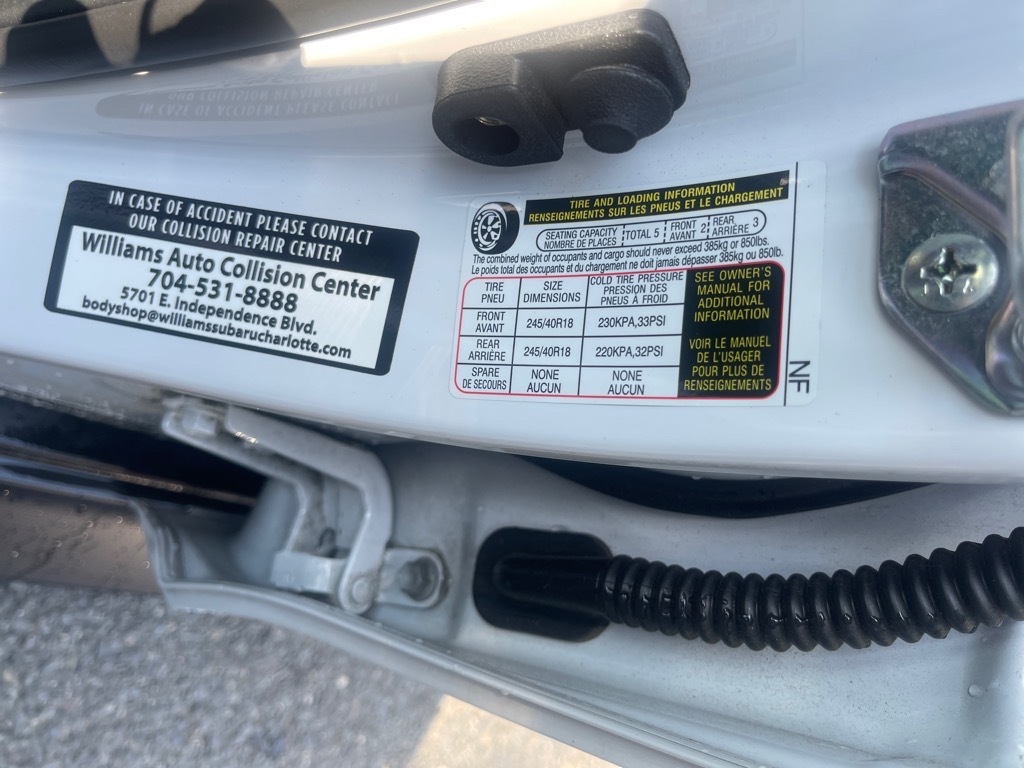 IN CASE OF ACCIDENT PLEASE CONTACT
OUR COLLISION REPAIR CENTER
Williams Auto Collision Center
704-531-8888
5701 E. Independence Blvd.
bodyshop@williamssubarucharlotte.com
TIRE AND LOADING INFORMATION
RENSEIGNEMENTS SUR LES PNEUS ET LE CHARGEMENT
SEATING CAPACITY
NOMBRE DE PLACES
TOTAL 5
FRONT
AVANT 2
REAR
ARRIÈRE 3
The combined weight of occupants and cargo should never exceed 385kg or 850lbs.
Le poids total des occupants et du chargement ne doit jamais dépasser 385kg ou 850lb.
TIRE
PNEU
SIZE
DIMENSIONS
COLD TIRE PRESSURE
PRESSION DES
PNEUS À FROID
FRONT
AVANT
245/40R18
230KPA,33PSI
REAR
ARRIÈRE
245/40R18
220KPA,32PSI
SPARE
DE SECOURS
NONE
AUCUN
NONE
AUCUN
SEE OWNER'S
MANUAL FOR
ADDITIONAL
INFORMATION
VOIR LE MANUEL
DE L'USAGER
POUR PLUS DE
RENSEIGNEMENTS
NF